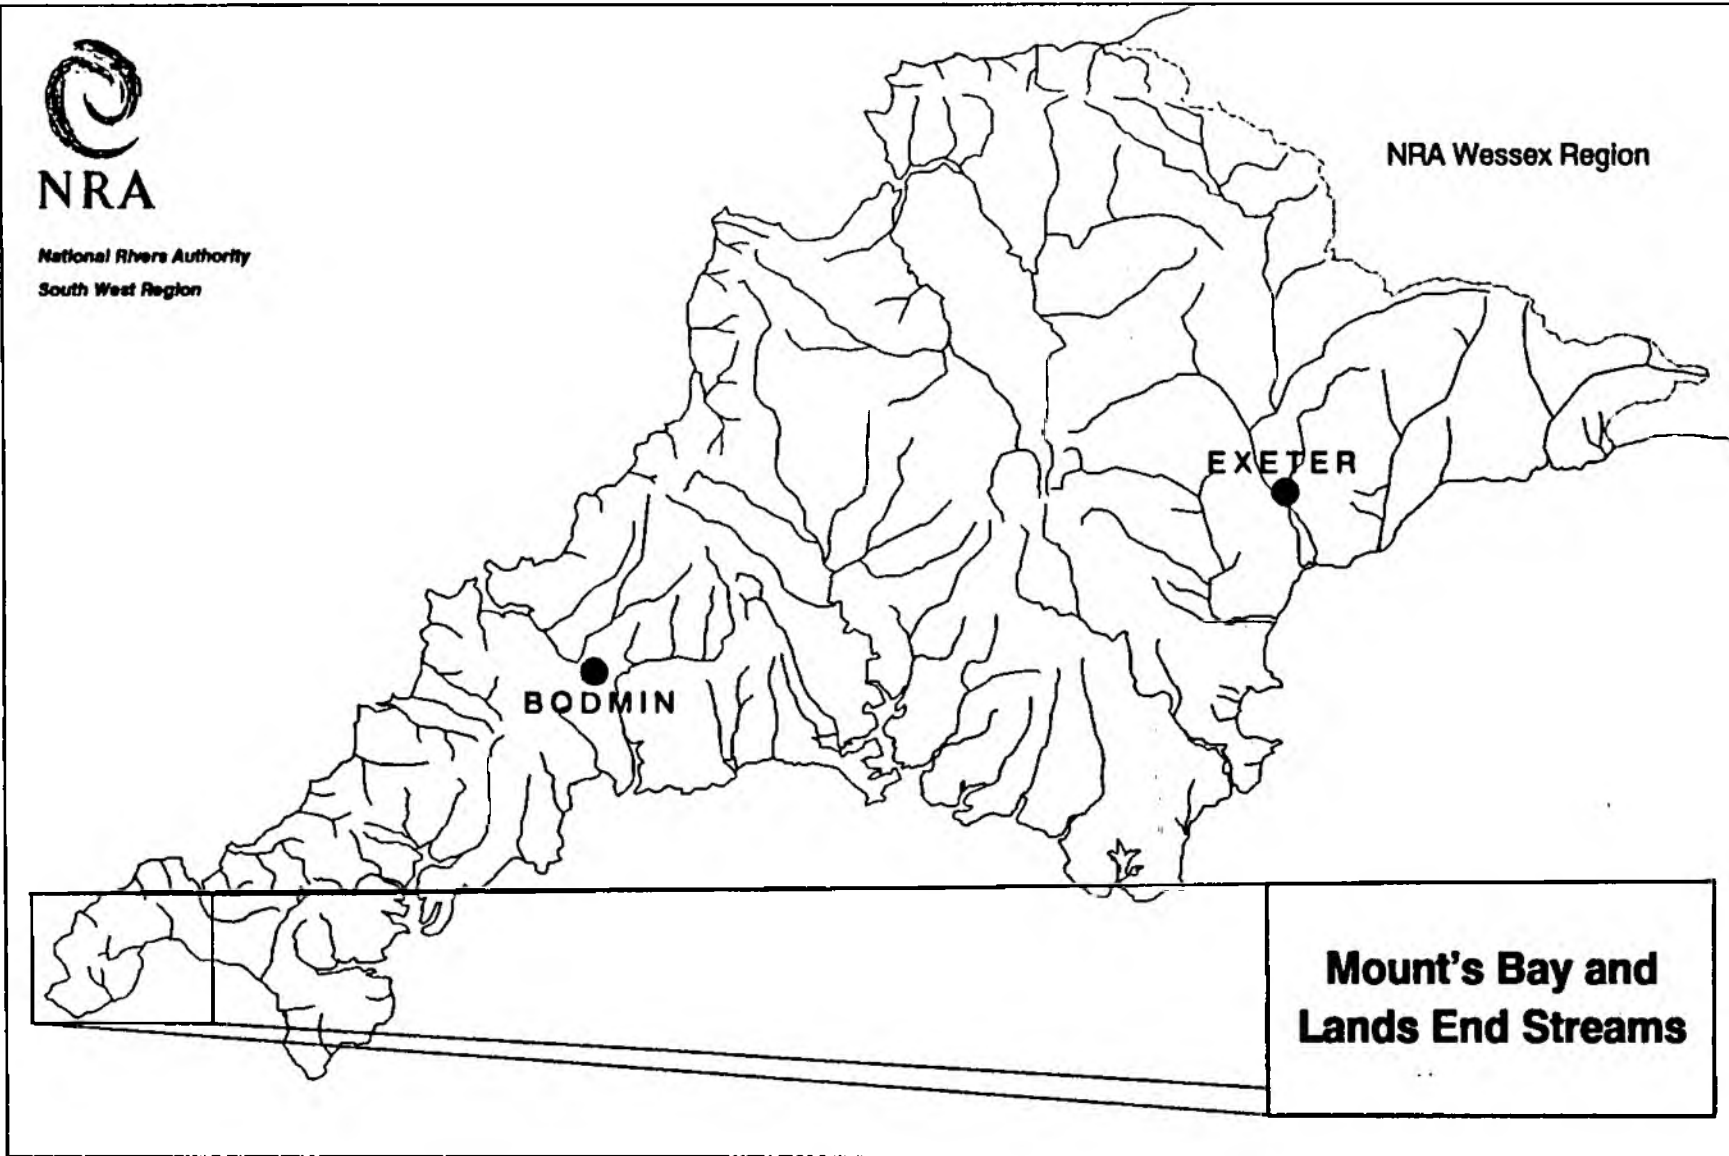 NRA
National Rivers Authority
South West Region
NRA Wessex Region
EXETER
BODMIN
Mount's Bay and
Lands End Streams